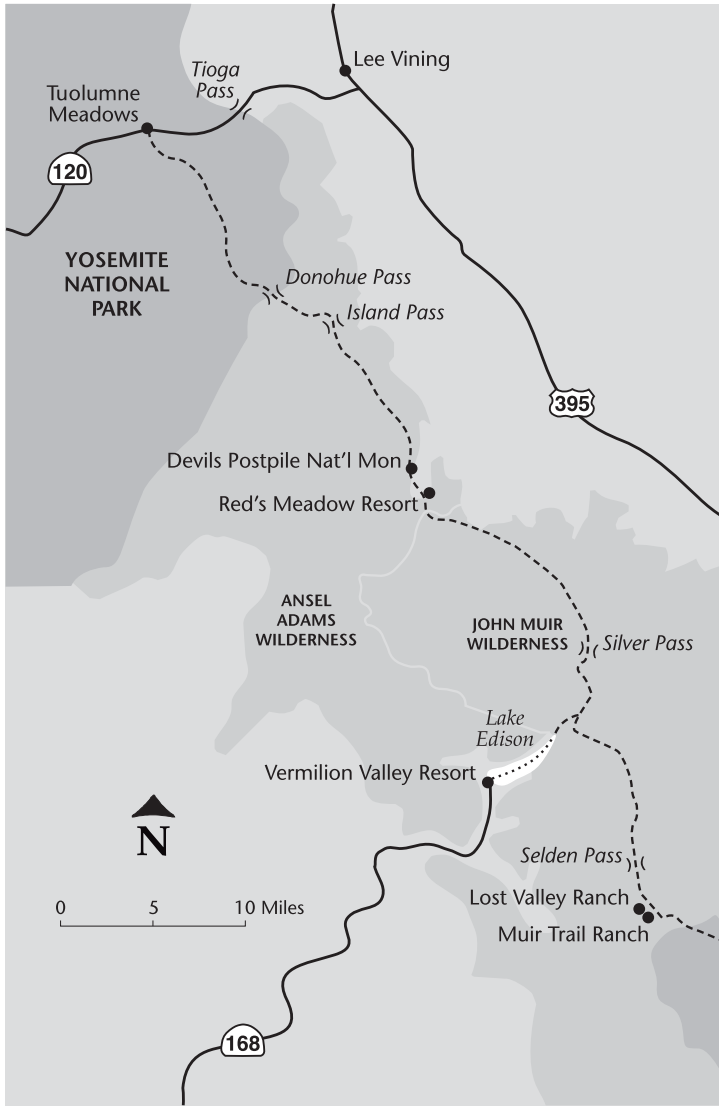 Lee Vining
Tioga
Pass
Tuolumne
Meadows
120
YOSEMITE
NATIONAL
PARK
Donohue Pass
Island Pass
395
Devils Postpile Nat’l Mon
Red’s Meadow Resort
ANSEL
ADAMS
WILDERNESS
JOHN MUIR
WILDERNESS
Silver Pass
Lake
Edison
Vermilion Valley Resort
N
Selden Pass
0 5 10 Miles
Lost Valley Ranch
Muir Trail Ranch
168